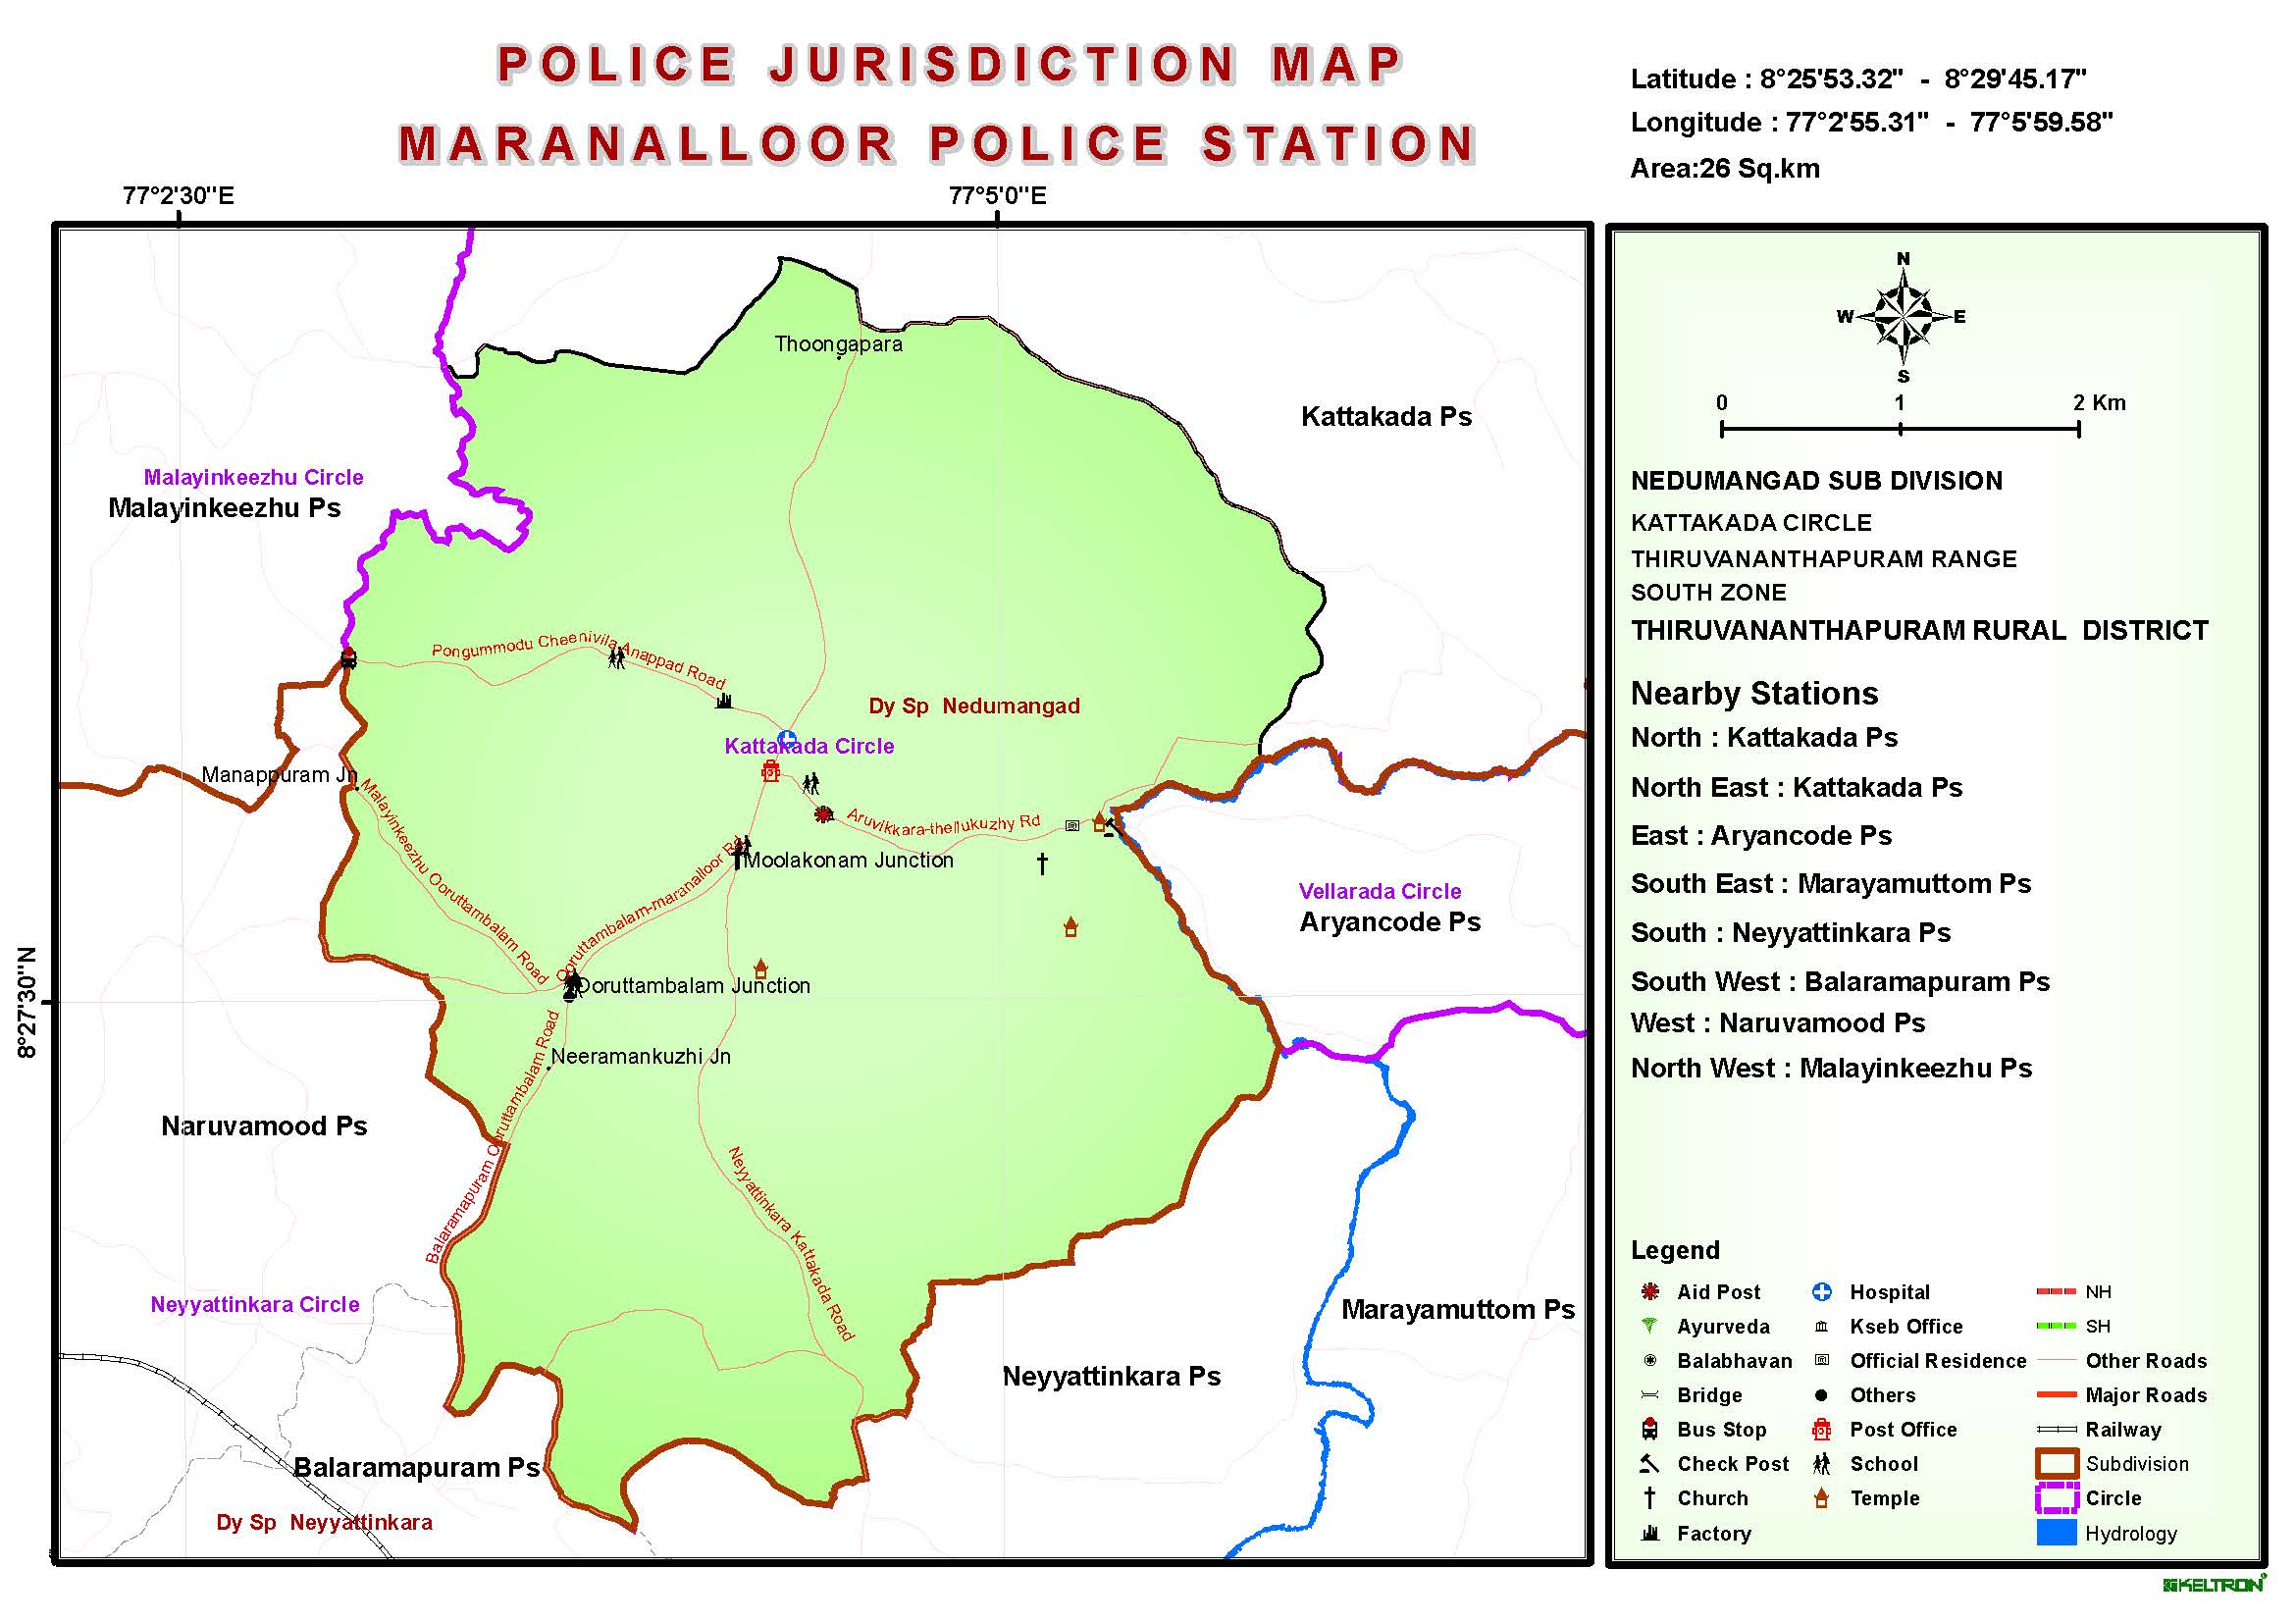 POLICE JURISDICTION MAP
MARANALLOOR POLICE STATION
Latitude : 8°25'53.32" - 8°29'45.17"
Longitude : 77°2'55.31" - 77°5'59.58"
Area:26 Sq.km
77°2'30"E
77°5'0"E
8°27'30"N
Thoongapara
Kattakada Ps
Malayinkeezhu Circle
Malayinkeezhu Ps
Pongummodu Cheenivila Anappad Road
Dy Sp Nedumangad
Kattakada Circle
Manappuram Jn
Malayinkeezhu Ooruttambalam Road
Aruvikkara-thellukuzhy Rd
Ooruttambalam-maranalloor Rd
Moolakonam Junction
Vellarada Circle
Aryancode Ps
Ooruttambalam Junction
Neeramankuzhi Jn
Balaramapuram Ooruttambalam Road
Naruvamood Ps
Neyyattinkara Kattakada Road
Neyyattinkara Circle
Marayamuttom Ps
Neyyattinkara Ps
Balaramapuram Ps
Dy Sp Neyyattinkara
N
W
E
S
0 1 2 Km
NEDUMANGAD SUB DIVISION
KATTAKADA CIRCLE
THIRUVANANTHAPURAM RANGE
SOUTH ZONE
THIRUVANANTHAPURAM RURAL DISTRICT
Nearby Stations
North : Kattakada Ps
North East : Kattakada Ps
East : Aryancode Ps
South East : Marayamuttom Ps
South : Neyyattinkara Ps
South West : Balaramapuram Ps
West : Naruvamood Ps
North West : Malayinkeezhu Ps
Legend
Aid Post
Ayurveda
Balabhavan
Bridge
Bus Stop
Check Post
Church
Factory
Hospital
Kseb Office
Official Residence
Others
Post Office
School
Temple
NH
SH
Other Roads
Major Roads
Railway
Subdivision
Circle
Hydrology
KELTRON